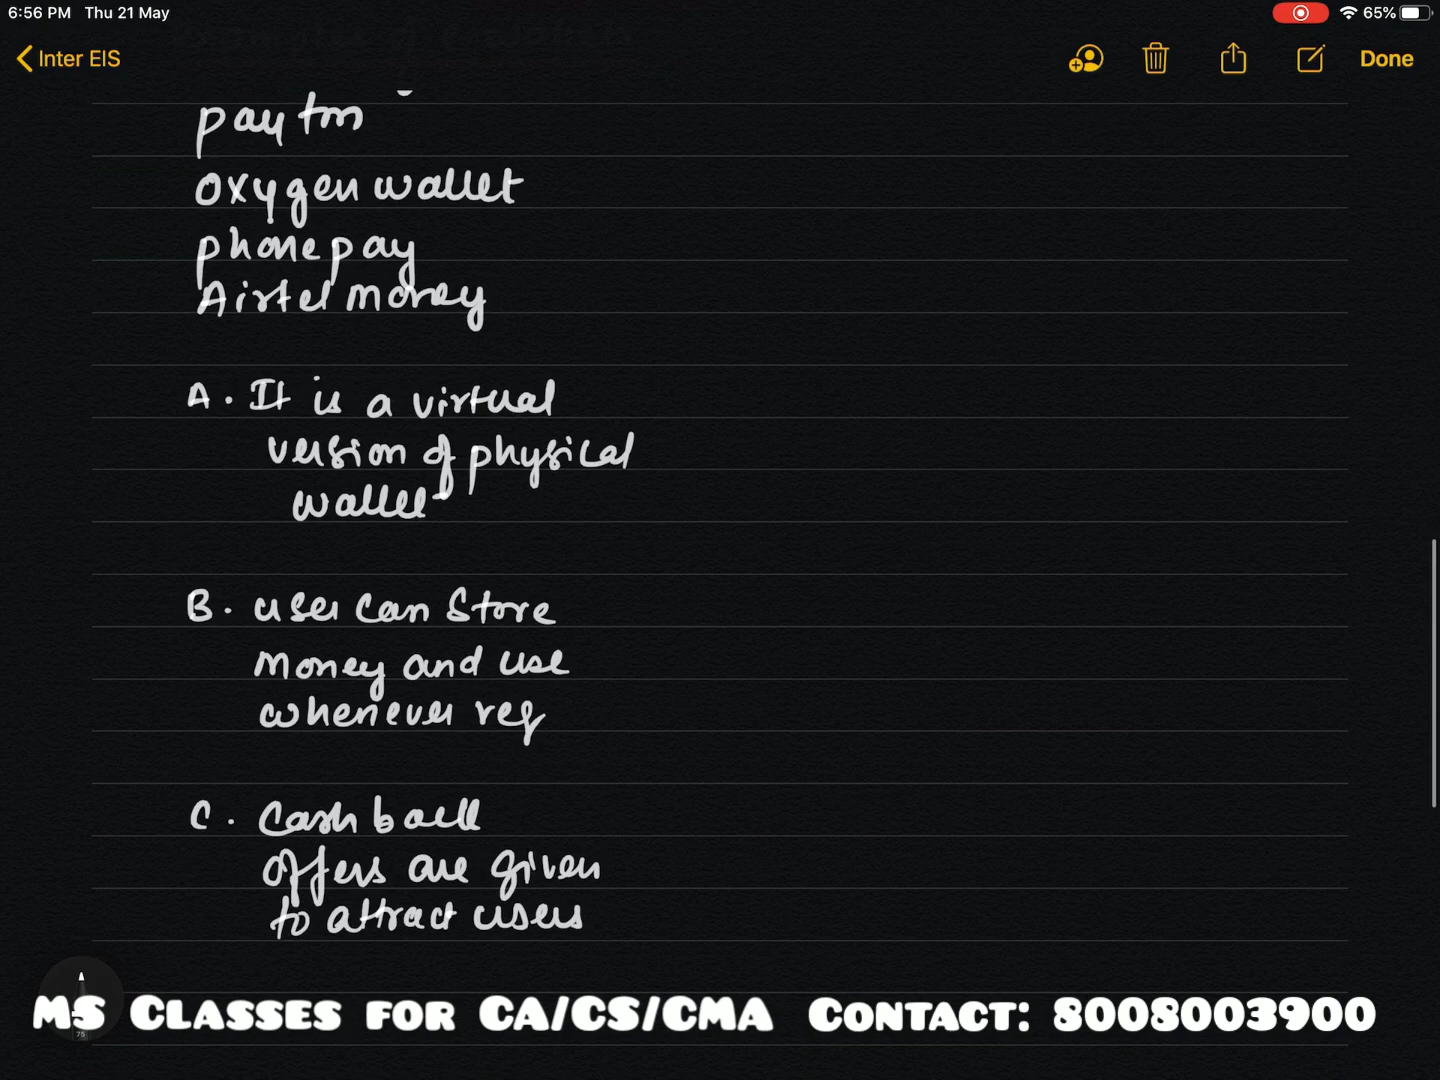 6:56 PM Thu 21 May 65%
Inter EIS Done
paytm
oxygen wallet
phonepay
Airtel money
A. It is a virtual
version of physical
wallet
B. user can store
money and use
whenever req
C. Cash back
offers are given
to attract users
MS Classes for CA/CS/CMA Contact: 8008003900